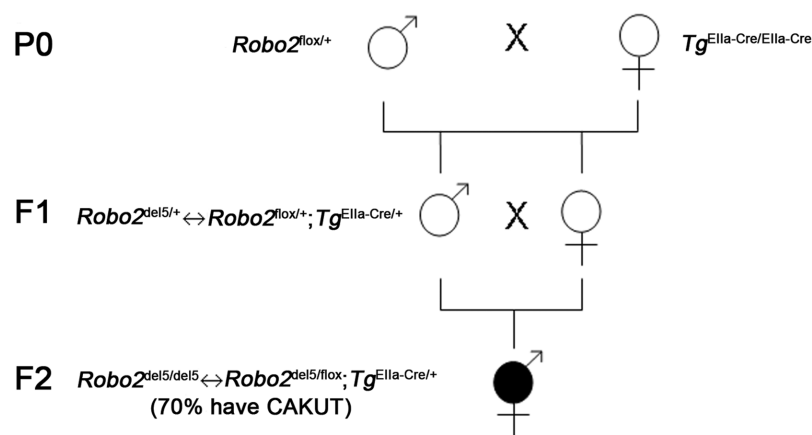 P0 Robo2flox/+ X TgEIIa-Cre/EIIa-Cre
F1 Robo2del5/+↔Robo2flox/+;TgEIIa-Cre/+ X
F2 Robo2del5/del5↔Robo2del5/flox;TgEIIa-Cre/+
(70% have CAKUT)